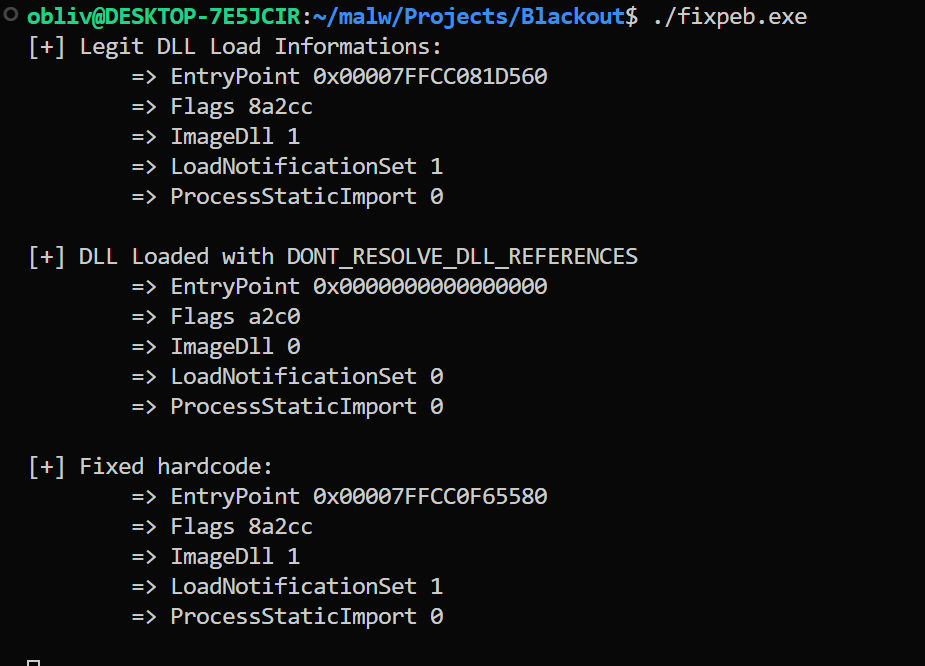 obliv@DESKTOP-7E5JCIR:~/malw/Projects/Blackout$ ./fixpeb.exe
[+] Legit DLL Load Informations:
=> EntryPoint 0x00007FFCC081D560
=> Flags 8a2cc
=> ImageDll 1
=> LoadNotificationSet 1
=> ProcessStaticImport 0
[+] DLL Loaded with DONT_RESOLVE_DLL_REFERENCES
=> EntryPoint 0x0000000000000000
=> Flags a2c0
=> ImageDll 0
=> LoadNotificationSet 0
=> ProcessStaticImport 0
[+] Fixed hardcode:
=> EntryPoint 0x00007FFCC0F65580
=> Flags 8a2cc
=> ImageDll 1
=> LoadNotificationSet 1
=> ProcessStaticImport 0